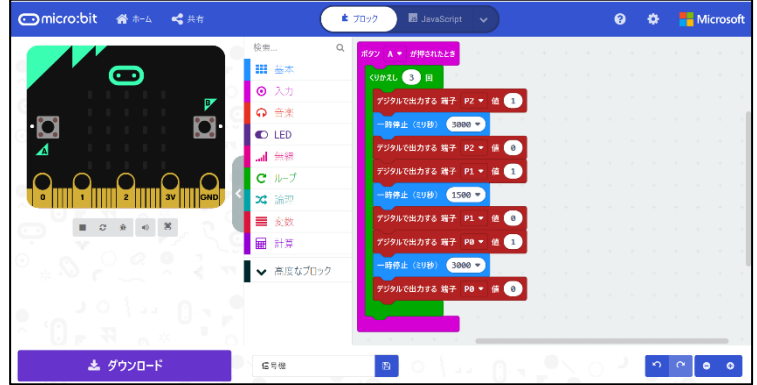 micro:bit ホーム 共有 ブロック JavaScript Microsoft
検索...
基本
入力
音楽
LED
無線
ループ
論理
変数
計算
高度なブロック
A
B
0 1 2 3V GND
ボタン A が押されたとき
くりかえし 3 回
デジタルで出力する 端子 P2 値 1
一時停止（ミリ秒） 3000
デジタルで出力する 端子 P2 値 0
デジタルで出力する 端子 P1 値 1
一時停止（ミリ秒） 1500
デジタルで出力する 端子 P1 値 0
デジタルで出力する 端子 P0 値 1
一時停止（ミリ秒） 3000
デジタルで出力する 端子 P0 値 0
ダウンロード
信号機